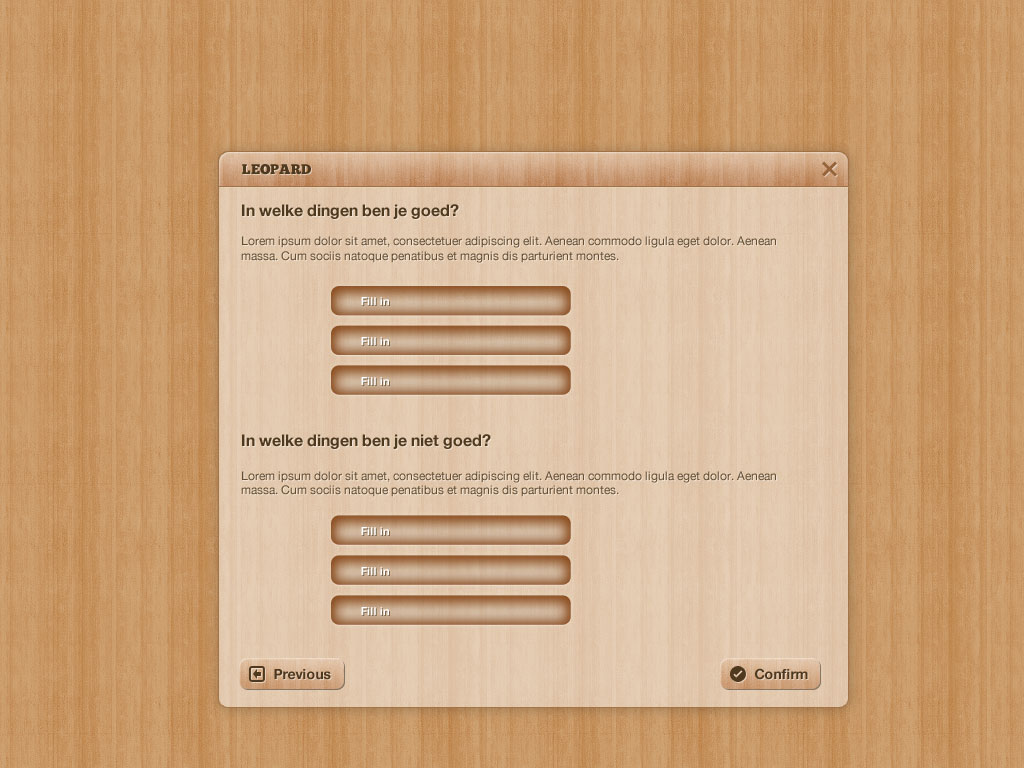 LEOPARD
In welke dingen ben je goed?
Lorem ipsum dolor sit amet, consectetuer adipiscing elit. Aenean commodo ligula eget dolor. Aenean
massa. Cum sociis natoque penatibus et magnis dis parturient montes.
Fill in
Fill in
Fill in
In welke dingen ben je niet goed?
Lorem ipsum dolor sit amet, consectetuer adipiscing elit. Aenean commodo ligula eget dolor. Aenean
massa. Cum sociis natoque penatibus et magnis dis parturient montes.
Fill in
Fill in
Fill in
Previous
Confirm